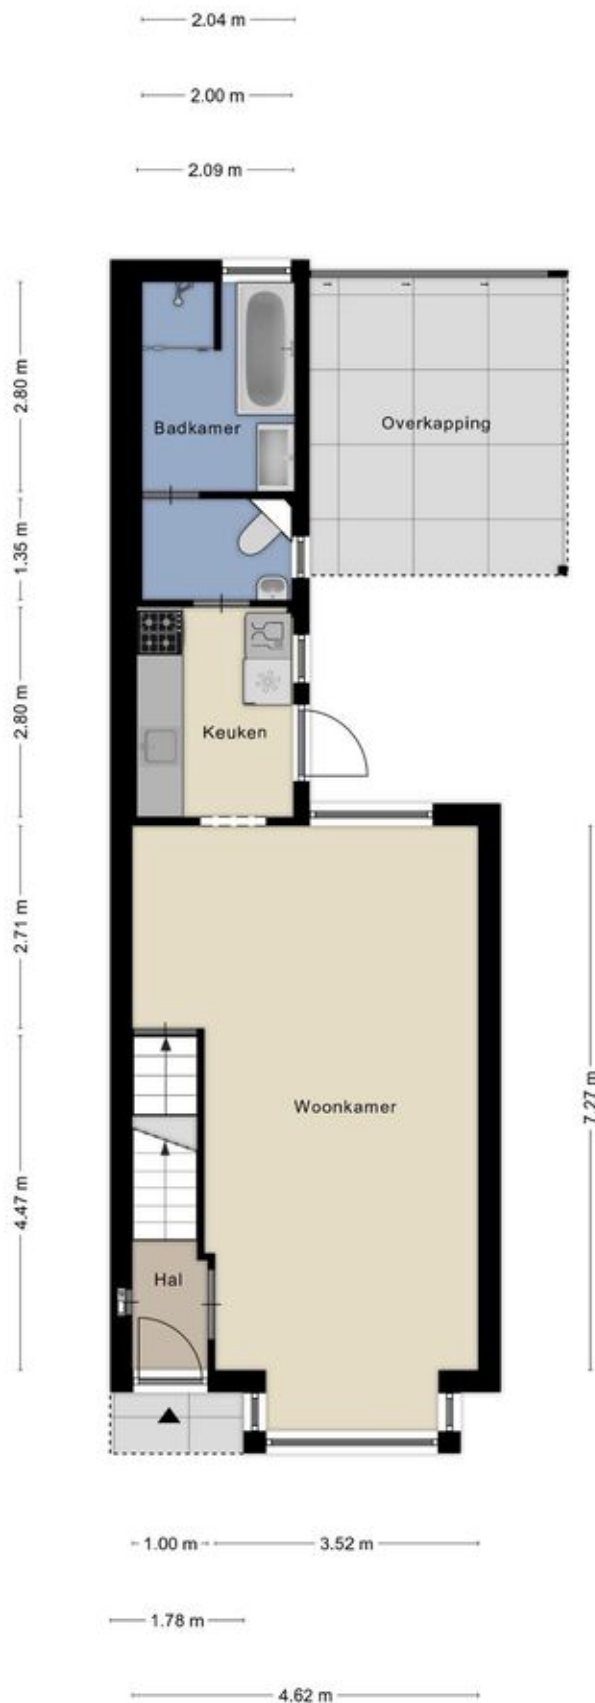 2.04 m
2.00 m
2.09 m
2.80 m
Badkamer
Overkapping
1.35 m
2.80 m
Keuken
2.71 m
Woonkamer
7.27 m
4.47 m
Hal
1.00 m
3.52 m
1.78 m
4.62 m